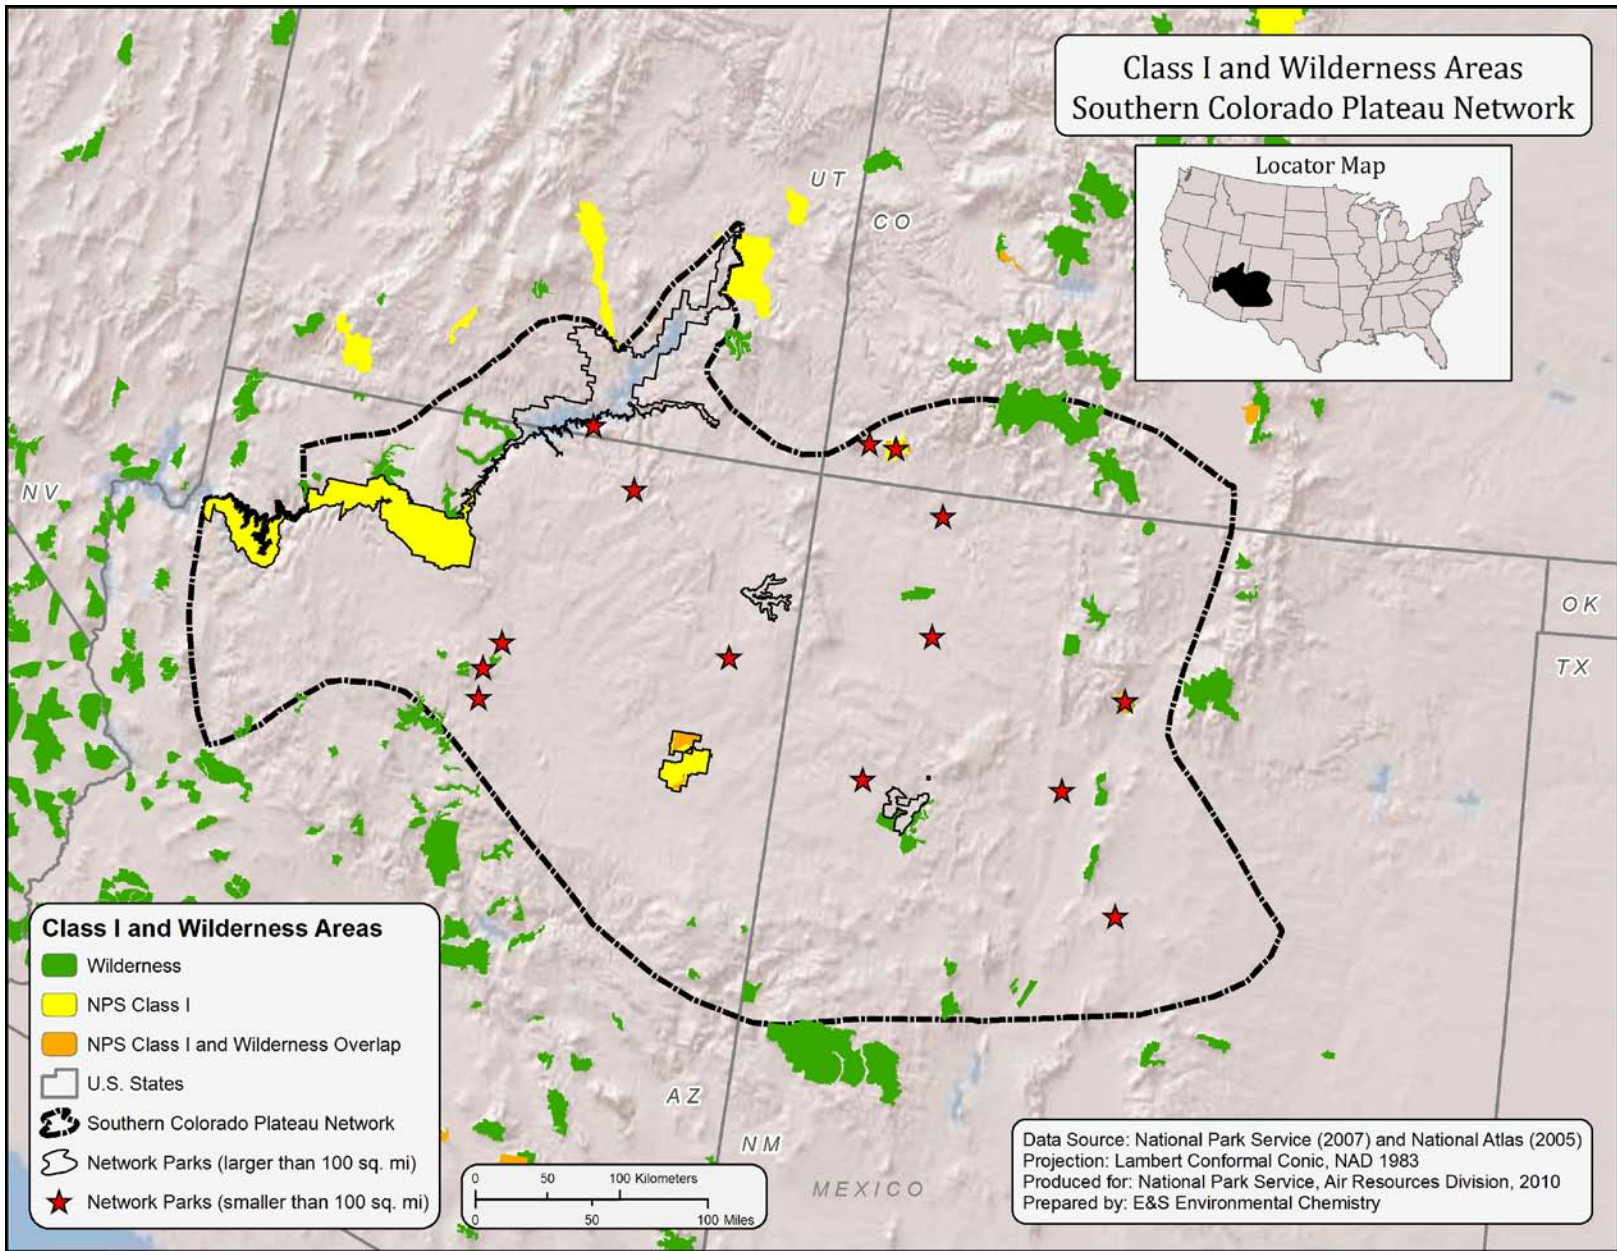 Class I and Wilderness Areas
Southern Colorado Plateau Network
Locator Map
UT
CO
NV
OK
TX
AZ
NM
MEXICO
Class I and Wilderness Areas
Wilderness
NPS Class I
NPS Class I and Wilderness Overlap
U.S. States
Southern Colorado Plateau Network
Network Parks (larger than 100 sq. mi)
Network Parks (smaller than 100 sq. mi)
0 50 100 Kilometers
0 50 100 Miles
Data Source: National Park Service (2007) and National Atlas (2005)
Projection: Lambert Conformal Conic, NAD 1983
Produced for: National Park Service, Air Resources Division, 2010
Prepared by: E&S Environmental Chemistry